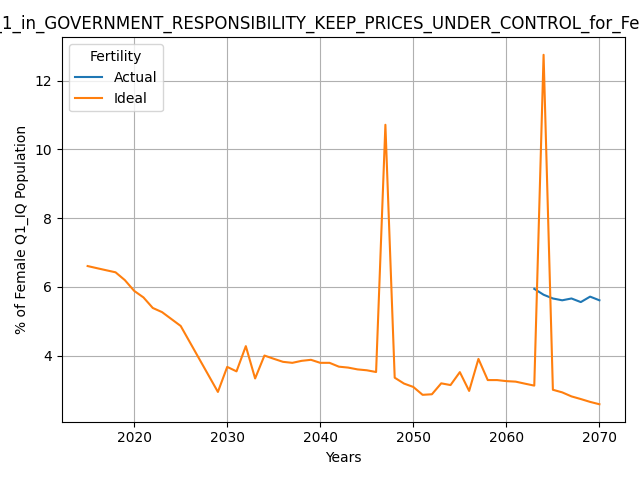 _1_in_GOVERNMENT_RESPONSIBILITY_KEEP_PRICES_UNDER_CONTROL_for_Fe
Fertility
Actual
Ideal
% of Female Q1_IQ Population
12
10
8
6
4
2020
2030
2040
2050
2060
2070
Years